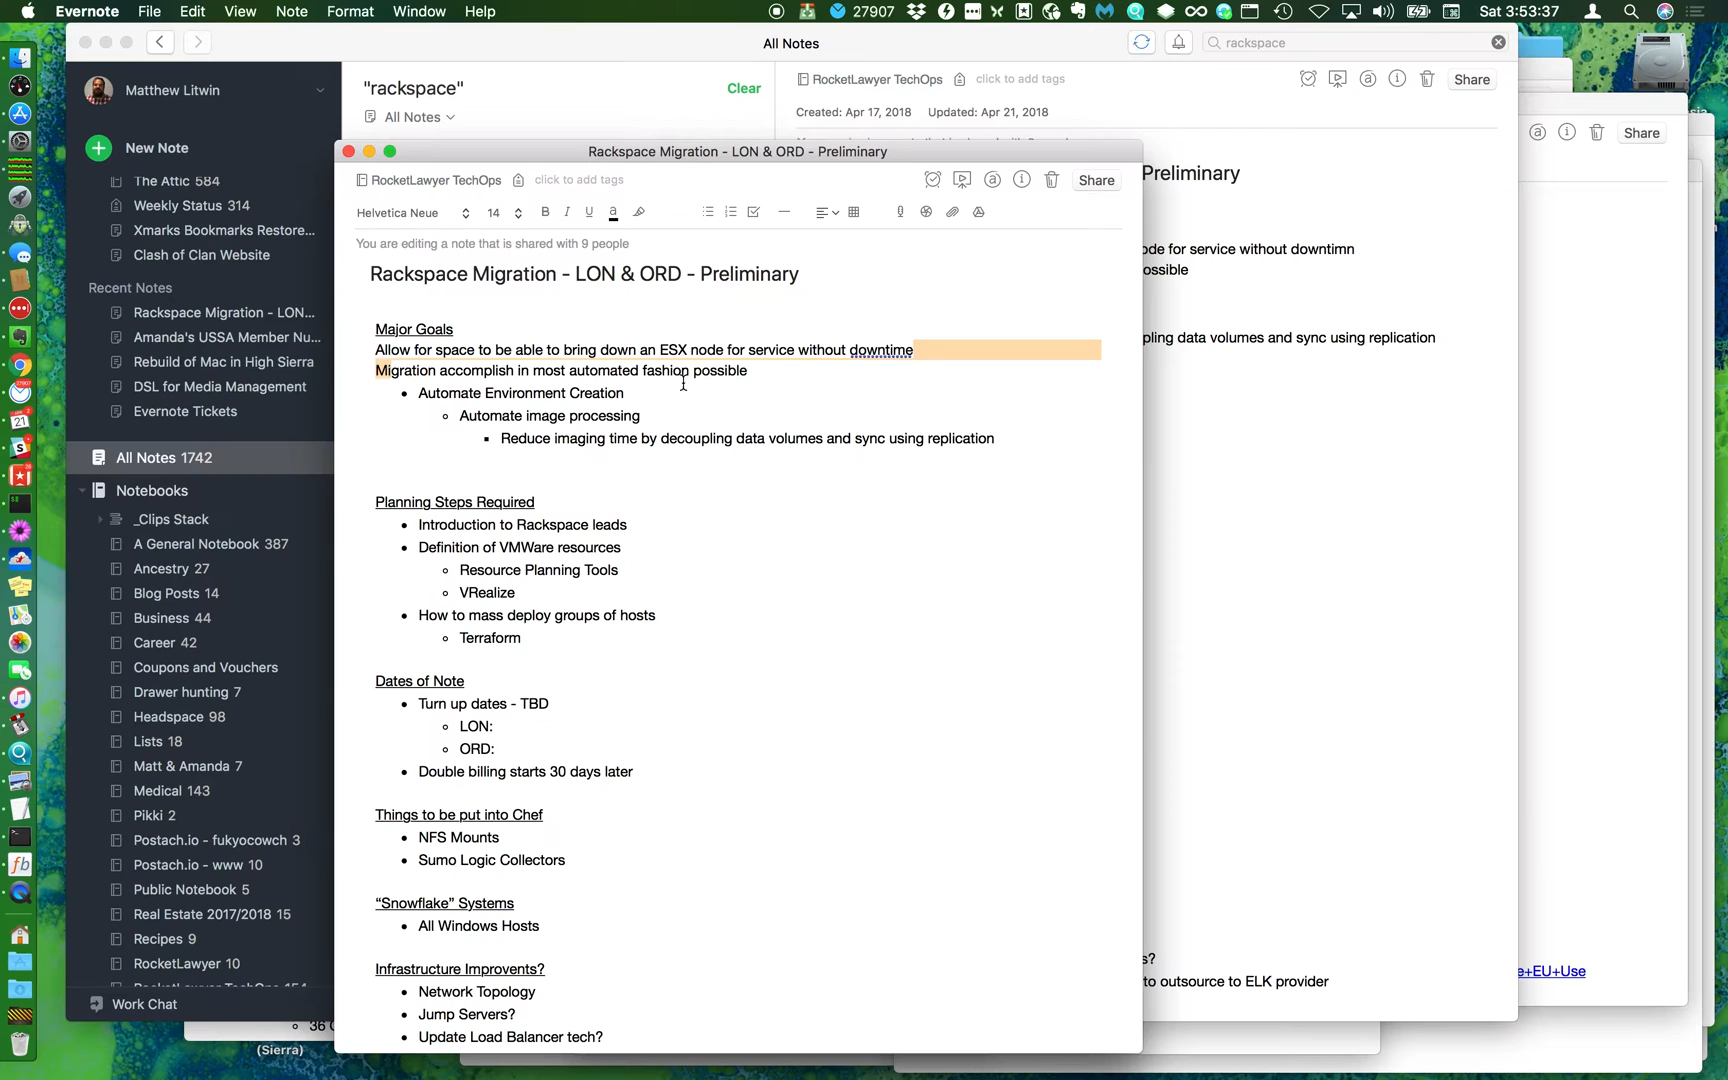 Evernote File Edit View Note Format Window Help
27907
Sat 3:53:37
All Notes
rackspace
Matthew Litwin
New Note
The Attic 584
Weekly Status 314
Xmarks Bookmarks Restore...
Clash of Clan Website
Recent Notes
Rackspace Migration - LON...
Amanda's USSA Member Nu...
Rebuild of Mac in High Sierra
DSL for Media Management
Evernote Tickets
All Notes 1742
Notebooks
_Clips Stack
A General Notebook 387
Ancestry 27
Blog Posts 14
Business 44
Career 42
Coupons and Vouchers
Drawer hunting 7
Headspace 98
Lists 18
Matt & Amanda 7
Medical 143
Pikki 2
Postach.io - fukyocowch 3
Postach.io - www 10
Public Notebook 5
Real Estate 2017/2018 15
Recipes 9
RocketLawyer 10
Work Chat
"rackspace"
Clear
All Notes
RocketLawyer TechOps click to add tags
Share
Created: Apr 17, 2018 Updated: Apr 21, 2018
Share
Preliminary
ode for service without downtimn
ossible
pling data volumes and sync using replication
s?
to outsource to ELK provider
e+EU+Use
Rackspace Migration - LON & ORD - Preliminary
RocketLawyer TechOps click to add tags
Share
Helvetica Neue 14 B I U a
You are editing a note that is shared with 9 people
Rackspace Migration - LON & ORD - Preliminary
Major Goals
Allow for space to be able to bring down an ESX node for service without downtime
Migration accomplish in most automated fashion possible
• Automate Environment Creation
◦ Automate image processing
▪ Reduce imaging time by decoupling data volumes and sync using replication
Planning Steps Required
• Introduction to Rackspace leads
• Definition of VMWare resources
◦ Resource Planning Tools
◦ VRealize
• How to mass deploy groups of hosts
◦ Terraform
Dates of Note
• Turn up dates - TBD
◦ LON:
◦ ORD:
• Double billing starts 30 days later
Things to be put into Chef
• NFS Mounts
• Sumo Logic Collectors
“Snowflake” Systems
• All Windows Hosts
Infrastructure Improvents?
• Network Topology
• Jump Servers?
• Update Load Balancer tech?
(Sierra)